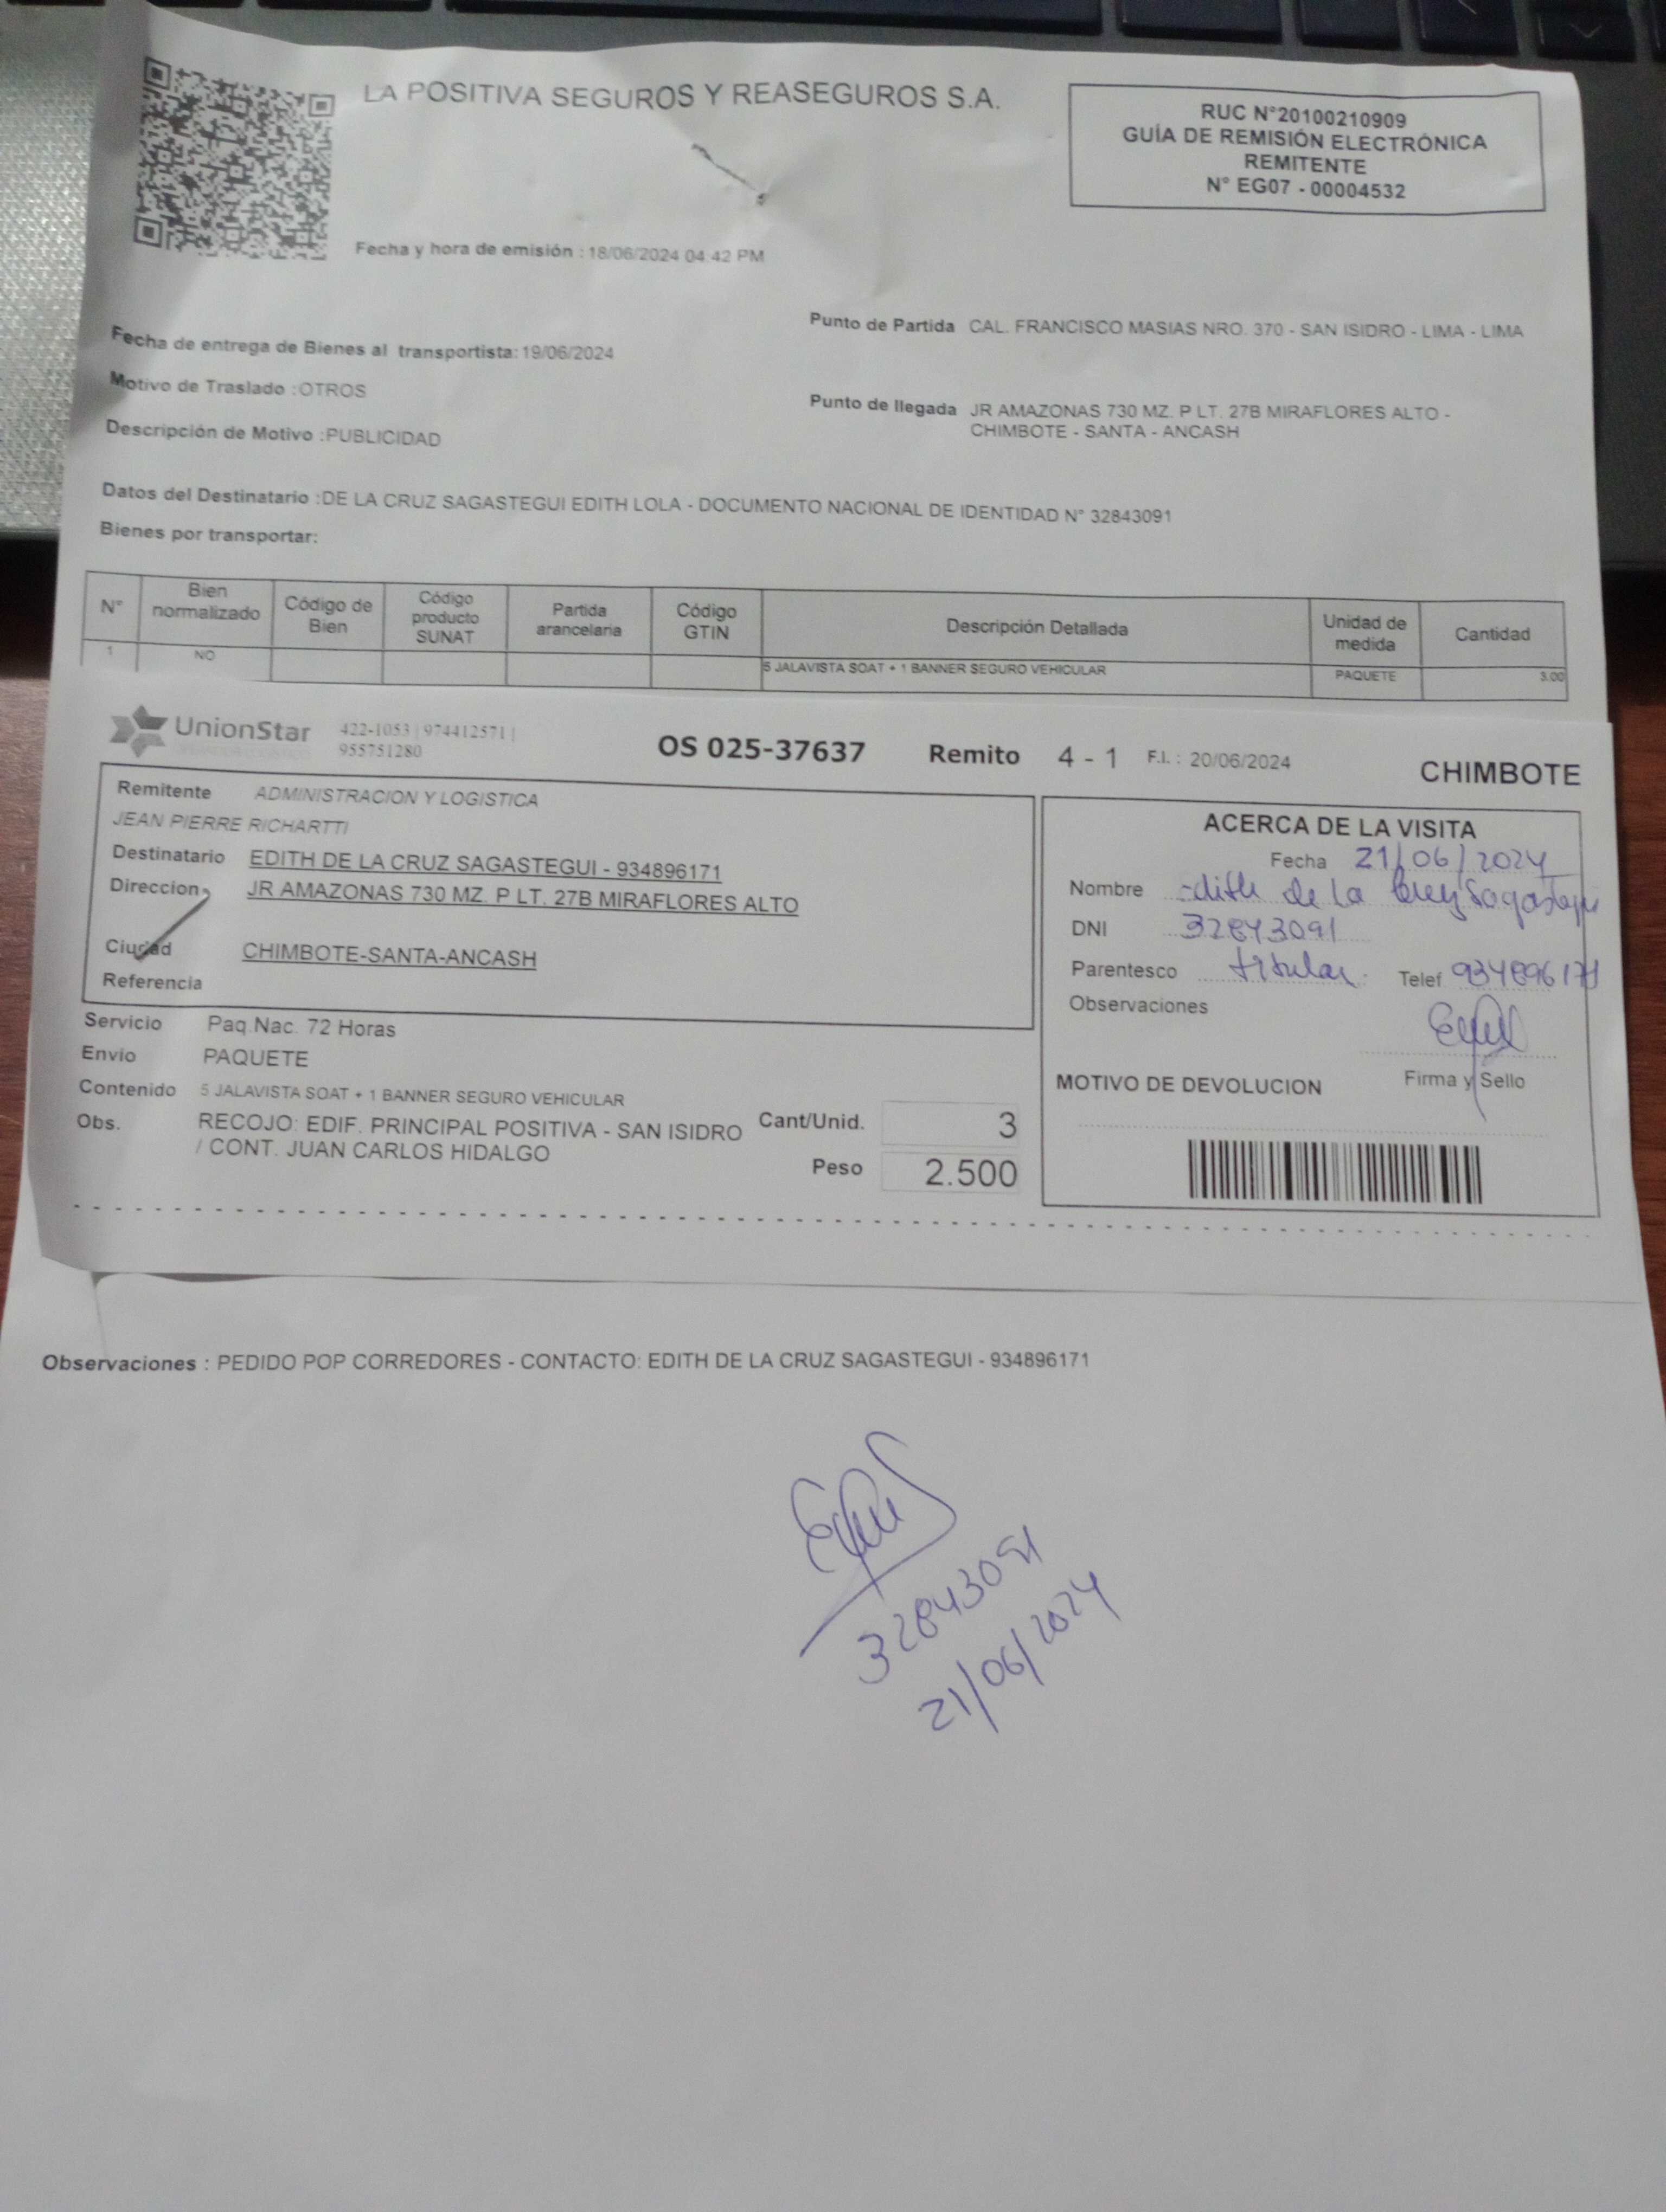 LA POSITIVA SEGUROS Y REASEGUROS S.A.
RUC N°20100210909
GUÍA DE REMISIÓN ELECTRÓNICA
REMITENTE
N° EG07 - 00004532
Fecha y hora de emisión : 18/06/2024 04:42 PM
Fecha de entrega de Bienes al transportista: 19/06/2024
Motivo de Traslado :OTROS
Descripción de Motivo :PUBLICIDAD
Punto de Partida CAL. FRANCISCO MASIAS NRO. 370 - SAN ISIDRO - LIMA - LIMA
Punto de llegada JR AMAZONAS 730 MZ. P LT. 27B MIRAFLORES ALTO -
CHIMBOTE - SANTA - ANCASH
Datos del Destinatario :DE LA CRUZ SAGASTEGUI EDITH LOLA - DOCUMENTO NACIONAL DE IDENTIDAD N° 32843091
Bienes por transportar:
N° Bien normalizado Código de Bien Código producto SUNAT Partida arancelaria Código GTIN Descripción Detallada Unidad de medida Cantidad
1 NO 5 JALAVISTA SOAT + 1 BANNER SEGURO VEHICULAR PAQUETE 3.00
UnionStar 422-1053 | 974412571 |
955751280
OS 025-37637 Remito 4 - 1 F.I. : 20/06/2024 CHIMBOTE
Remitente ADMINISTRACION Y LOGISTICA
JEAN PIERRE RICHARTTI
Destinatario EDITH DE LA CRUZ SAGASTEGUI - 934896171
Direccion JR AMAZONAS 730 MZ. P LT. 27B MIRAFLORES ALTO
Ciudad CHIMBOTE-SANTA-ANCASH
Referencia
Servicio Paq.Nac. 72 Horas
Envio PAQUETE
Contenido 5 JALAVISTA SOAT + 1 BANNER SEGURO VEHICULAR
Obs. RECOJO: EDIF. PRINCIPAL POSITIVA - SAN ISIDRO
/ CONT. JUAN CARLOS HIDALGO
Cant/Unid. 3
Peso 2.500
ACERCA DE LA VISITA
Fecha 21/06/2024
Nombre Edith de la Cruz Sagastegui
DNI 32843091
Parentesco titular Telef 934896171
Observaciones
Firma y Sello
MOTIVO DE DEVOLUCION
Observaciones : PEDIDO POP CORREDORES - CONTACTO: EDITH DE LA CRUZ SAGASTEGUI - 934896171
32843091
21/06/2024